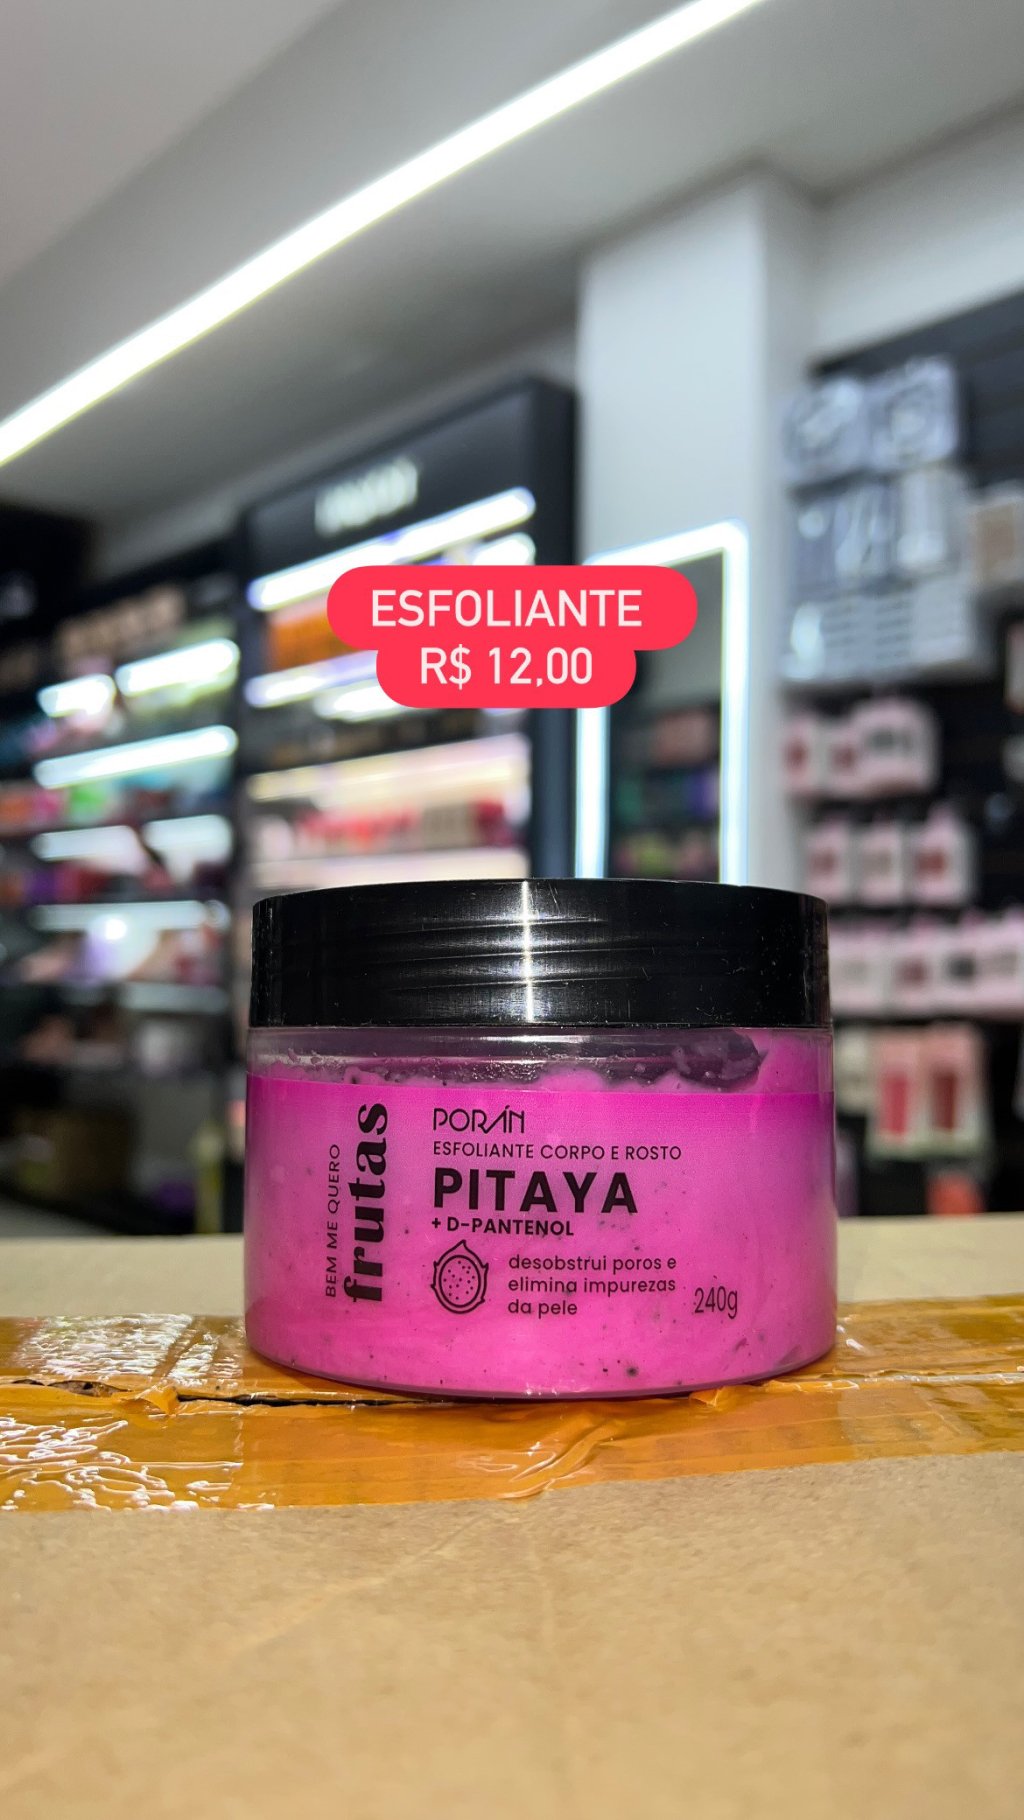 ESFOLIANTE
R$ 12,00
BEM ME QUERO
frutas
PORÁN
ESFOLIANTE CORPO E ROSTO
PITAYA
+ D-PANTENOL
desobstrui poros e
elimina impurezas
da pele
240g